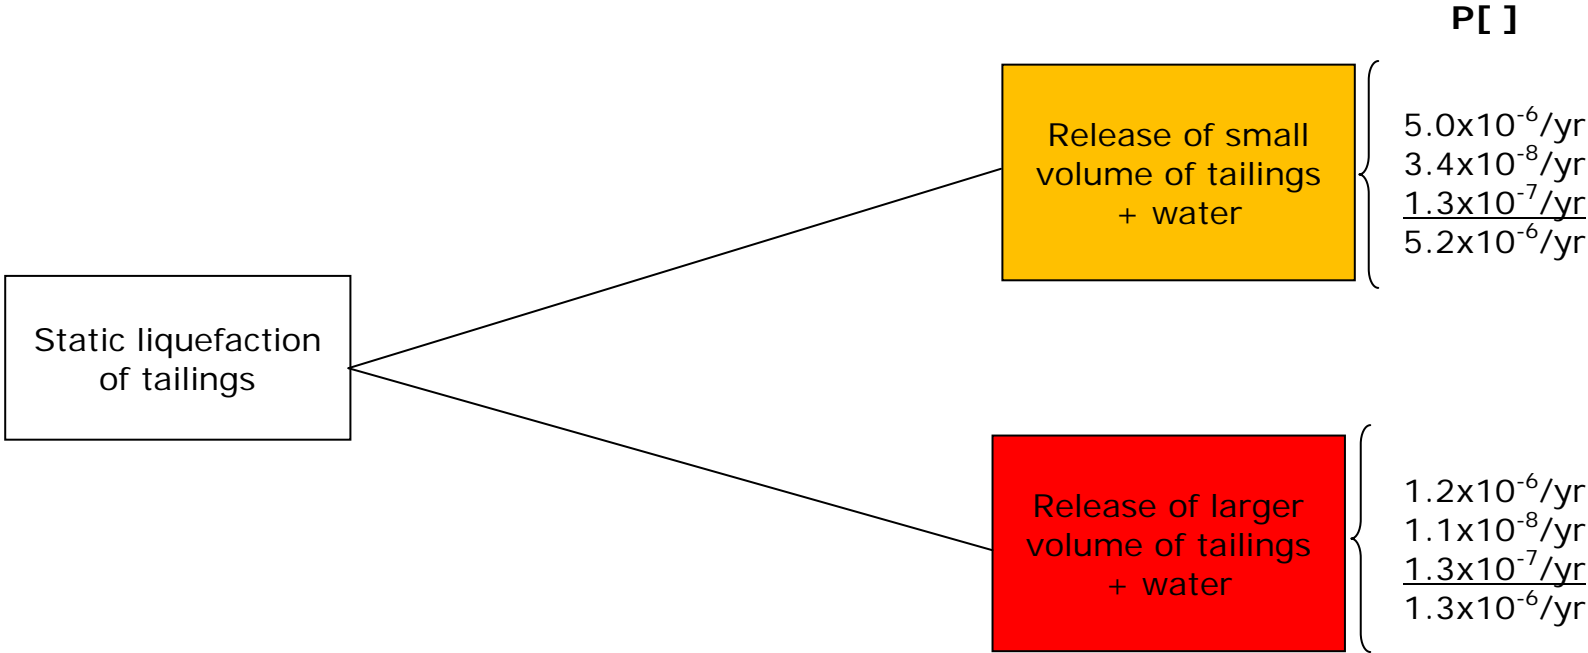 P[ ]
Release of small
volume of tailings
+ water
5.0x10⁻⁶/yr
3.4x10⁻⁸/yr
1.3x10⁻⁷/yr
5.2x10⁻⁶/yr
Static liquefaction
of tailings
Release of larger
volume of tailings
+ water
1.2x10⁻⁶/yr
1.1x10⁻⁸/yr
1.3x10⁻⁷/yr
1.3x10⁻⁶/yr